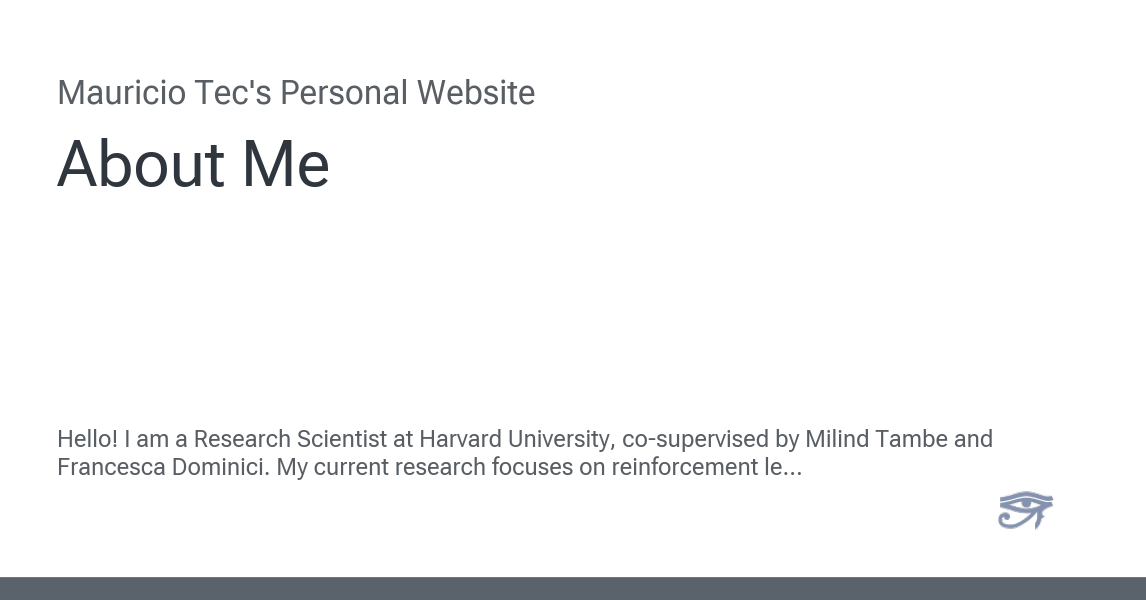 Mauricio Tec's Personal Website
About Me
Hello! I am a Research Scientist at Harvard University, co-supervised by Milind Tambe and
Francesca Dominici. My current research focuses on reinforcement le...